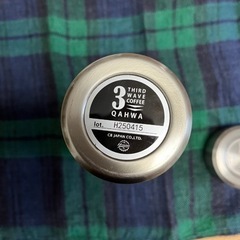 3 THIRD
WAVE
COFFEE
QAHWA
lot. H250415
CB JAPAN CO.,LTD.